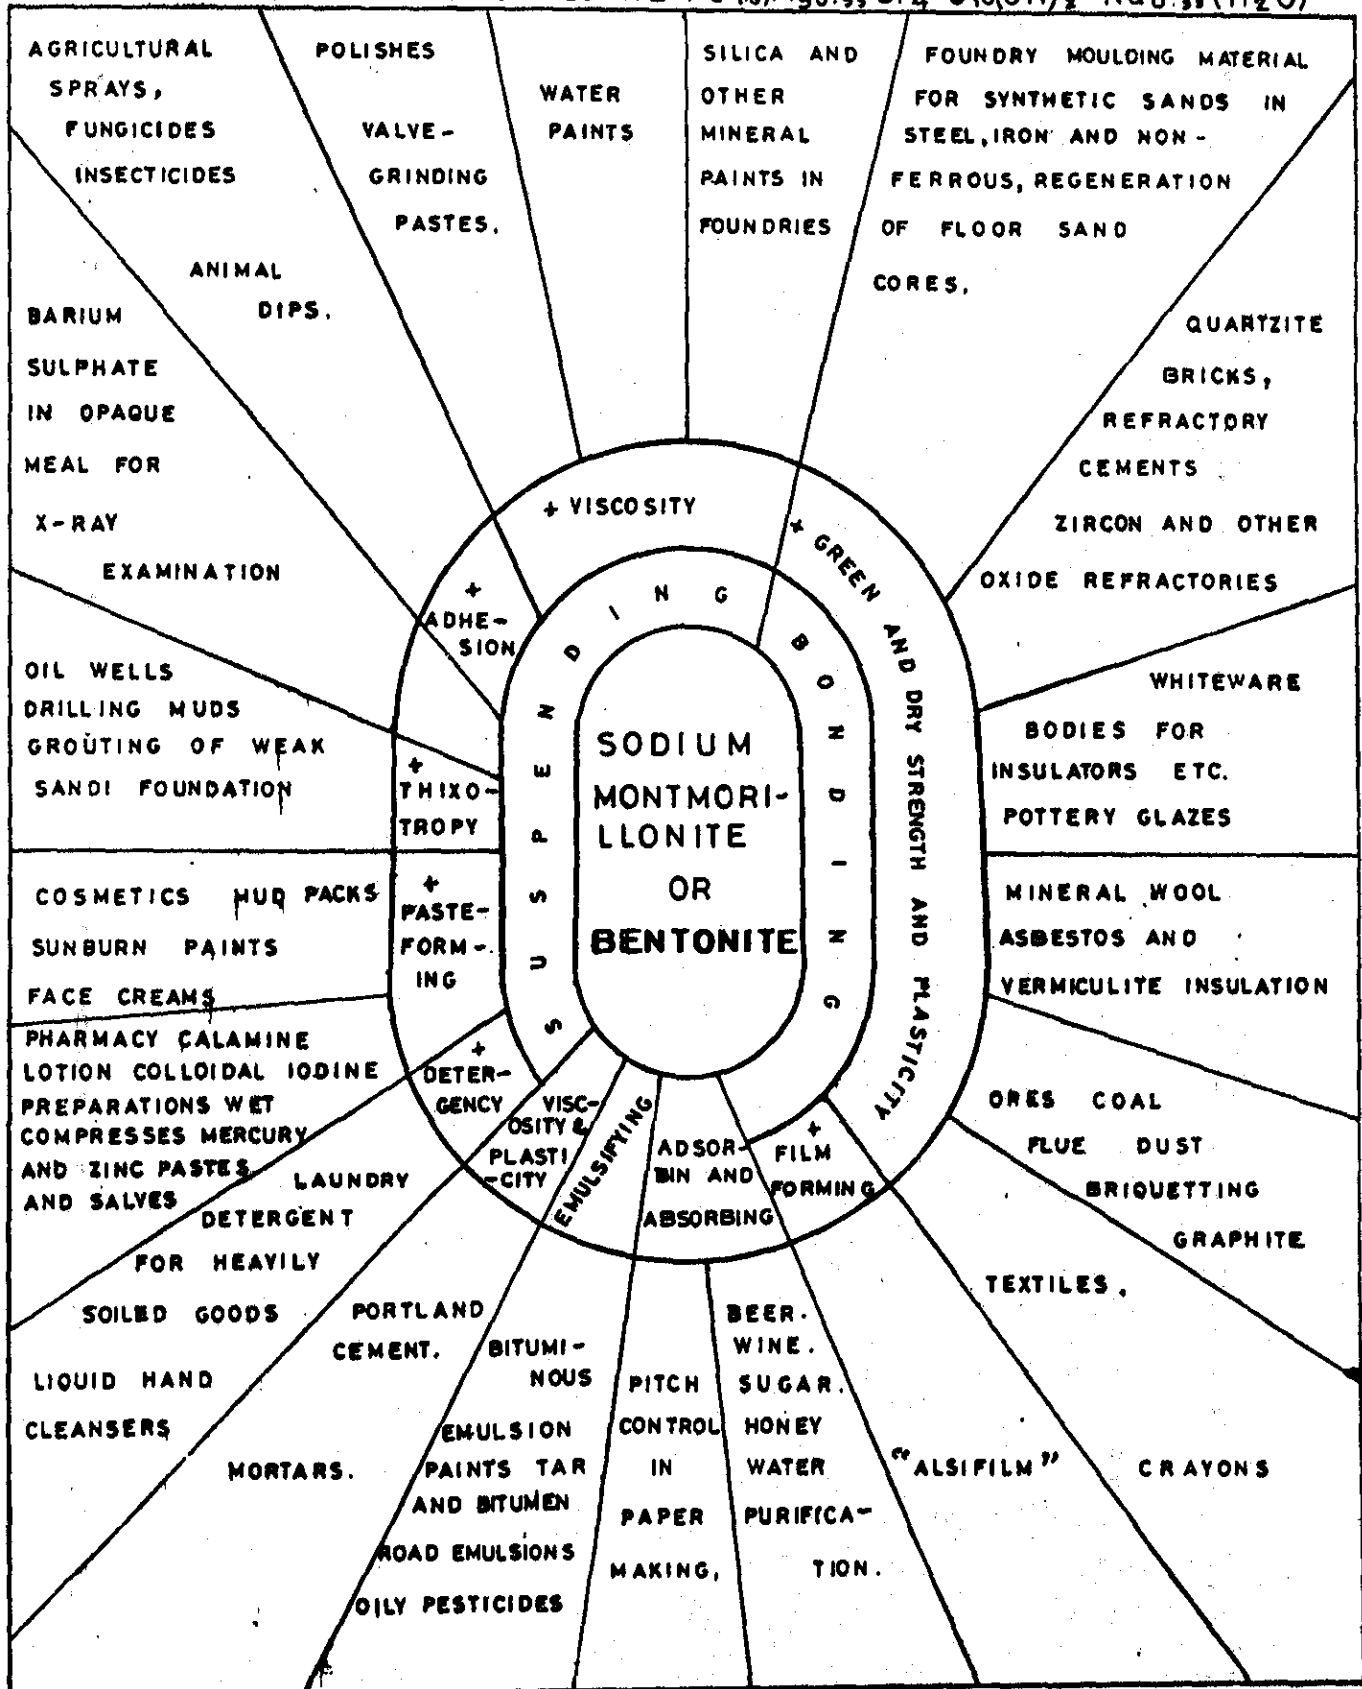 AGRICULTURAL
SPRAYS,
FUNGICIDES
INSECTICIDES
POLISHES
VALVE-
GRINDING
PASTES.
WATER
PAINTS
SILICA AND
OTHER
MINERAL
PAINTS IN
FOUNDRIES
FOUNDRY MOULDING MATERIAL
FOR SYNTHETIC SANDS IN
STEEL, IRON AND NON-
FERROUS, REGENERATION
OF FLOOR SAND
CORES.
ANIMAL
DIPS.
BARIUM
SULPHATE
IN OPAQUE
MEAL FOR
X-RAY
EXAMINATION
QUARTZITE
BRICKS,
REFRACTORY
CEMENTS
ZIRCON AND OTHER
OXIDE REFRACTORIES
OIL WELLS
DRILLING MUDS
GROUTING OF WEAK
SANDI FOUNDATION
WHITEWARE
BODIES FOR
INSULATORS ETC.
POTTERY GLAZES
COSMETICS MUD PACKS
SUNBURN PAINTS
FACE CREAMS
MINERAL WOOL
ASBESTOS AND
VERMICULITE INSULATION
PHARMACY CALAMINE
LOTION COLLOIDAL IODINE
PREPARATIONS WET
COMPRESSES MERCURY
AND ZINC PASTES
AND SALVES
ORES COAL
FLUE DUST
BRIQUETTING
GRAPHITE
LAUNDRY
DETERGENT
FOR HEAVILY
SOILED GOODS
LIQUID HAND
CLEANSERS
PORTLAND
CEMENT.
MORTARS.
BITUMI-
NOUS
EMULSION
PAINTS TAR
AND BITUMEN
ROAD EMULSIONS
OILY PESTICIDES
PITCH
CONTROL
IN
PAPER
MAKING,
BEER.
WINE.
SUGAR.
HONEY
WATER
PURIFICA-
TION.
"ALSIFILM"
TEXTILES.
CRAYONS
+ VISCOSITY
+ GREEN AND DRY STRENGTH AND PLASTICITY
+
ADHE-
SION
+
THIXO-
TROPY
+
PASTE-
FORM-
ING
+
DETER-
GENCY
VISC-
OSITY &
PLASTI
-CITY
EMULSIFYING
ADSOR-
BIN AND
ABSORBING
+
FILM
FORMING
SUSPENDING
BONDING
SODIUM
MONTMORI-
LLONITE
OR
BENTONITE